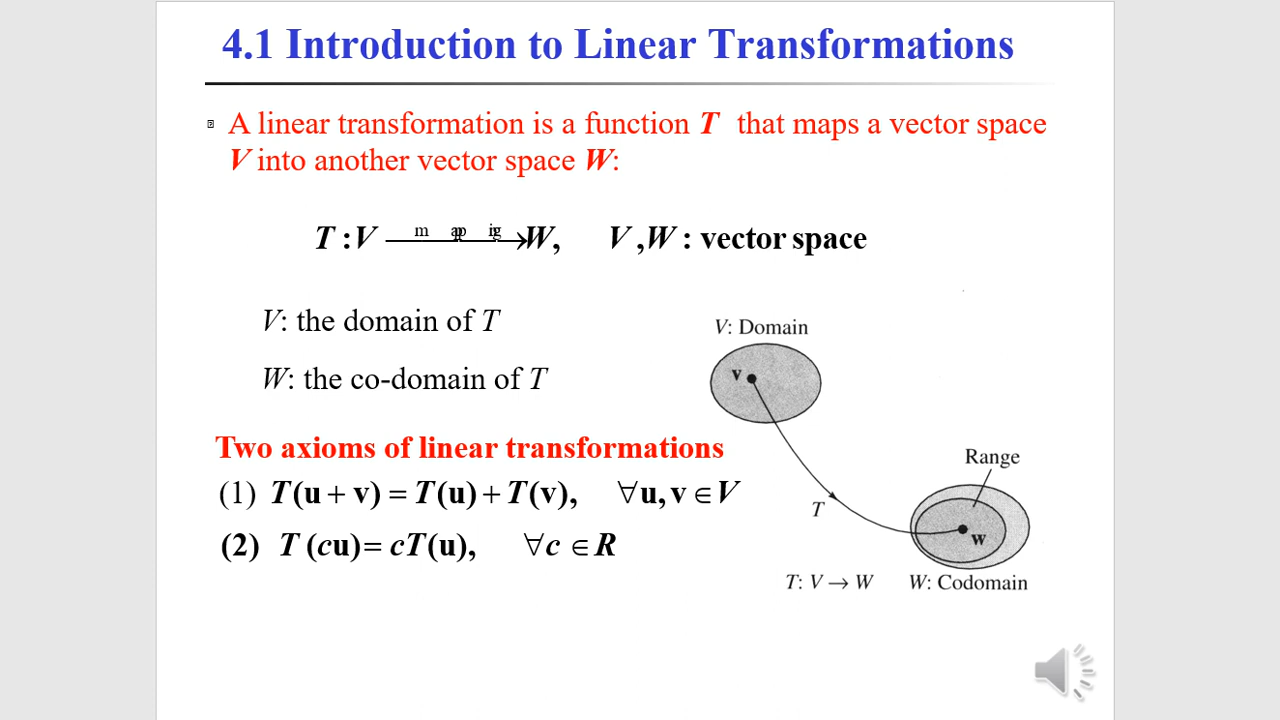 4.1 Introduction to Linear Transformations
A linear transformation is a function T that maps a vector space
V into another vector space W:
T : V ⟶ W, V , W : vector space
V: the domain of T
W: the co-domain of T
Two axioms of linear transformations
(1) T(u + v) = T(u) + T(v), ∀u, v ∈ V
(2) T (cu) = cT(u), ∀c ∈ R
V: Domain
v
Range
T
w
T: V → W
W: Codomain